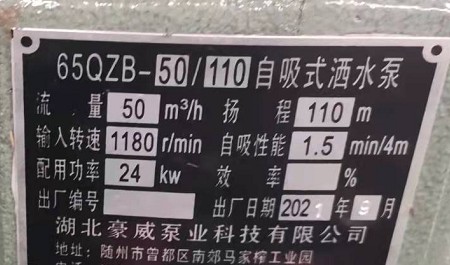 65QZB-50/110自吸式洒水泵
流量 50 m³/h 扬程 110 m
输入转速 1180 r/min 自吸性能 1.5 min/4m
配用功率 24 kw 效率 %
出厂编号 出厂日期 2021 年 9 月
湖北豪威泵业科技有限公司
地址:随州市曾都区南郊马家榨工业园